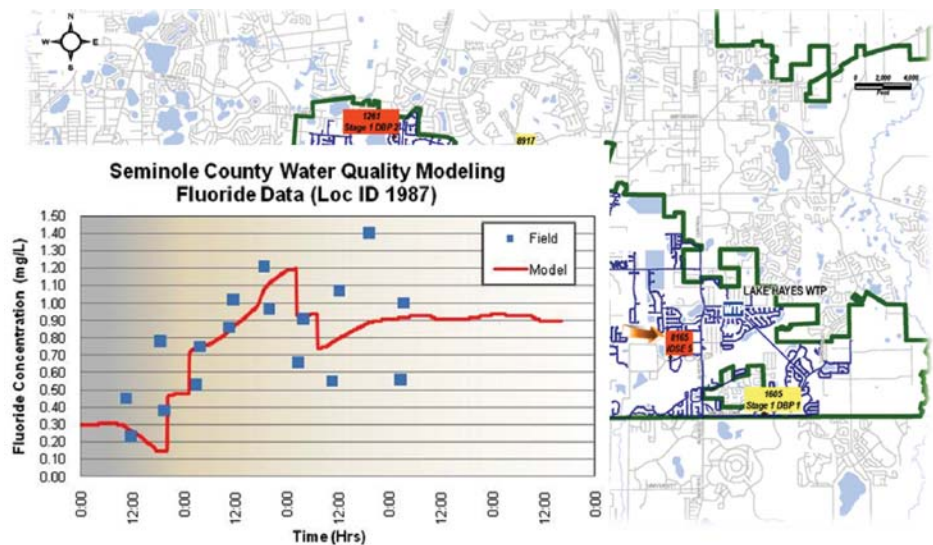 N
W E
S
0 2,000 4,000
Feet
1261
Stage 1 DBP 2
8917
Seminole County Water Quality Modeling
Fluoride Data (Loc ID 1987)
Fluoride Concentration (mg/L)
1.50
1.40
1.30
1.20
1.10
1.00
0.90
0.80
0.70
0.60
0.50
0.40
0.30
0.20
0.10
0.00
Field
Model
0:00 12:00 0:00 12:00 0:00 12:00 0:00 12:00 0:00 12:00 0:00
Time (Hrs)
LAKE HAYES WTP
8165
IDSE 5
1605
Stage 1 DBP 1